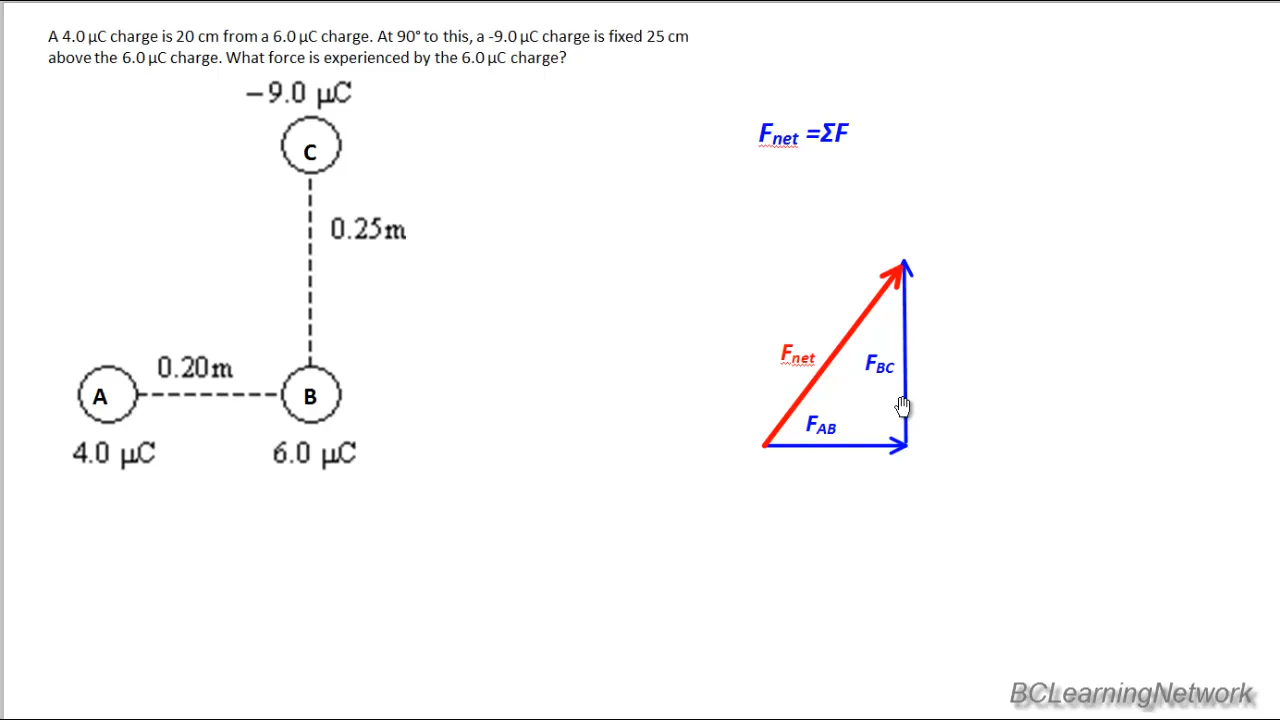 A 4.0 μC charge is 20 cm from a 6.0 μC charge. At 90° to this, a -9.0 μC charge is fixed 25 cm
above the 6.0 μC charge. What force is experienced by the 6.0 μC charge?
−9.0 μC
C
0.25m
0.20m
A
B
4.0 μC
6.0 μC
Fnet =ΣF
Fnet
FBC
FAB
BCLearningNetwork